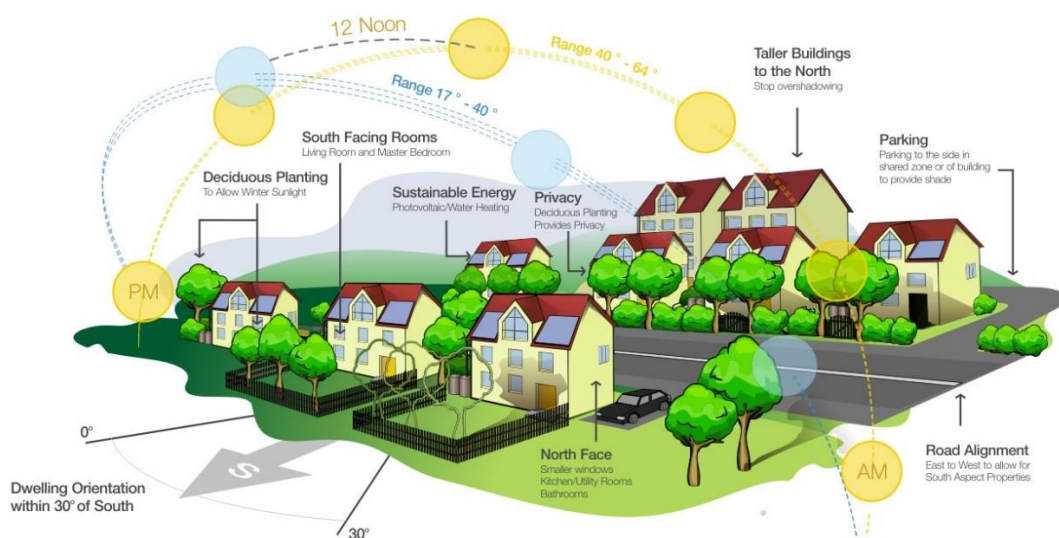 12 Noon
Range 40° - 64°
Range 17° - 40°
Taller Buildings
to the North
Stop overshadowing
South Facing Rooms
Living Room and Master Bedroom
Parking
Parking to the side in
shared zone or of building
to provide shade
Deciduous Planting
To Allow Winter Sunlight
Sustainable Energy
Photovoltaic/Water Heating
Privacy
Deciduous Planting
Provides Privacy
PM
0°
S
Dwelling Orientation
within 30° of South
30°
North Face
Smaller windows
Kitchen/Utility Rooms
Bathrooms
AM
Road Alignment
East to West to allow for
South Aspect Properties